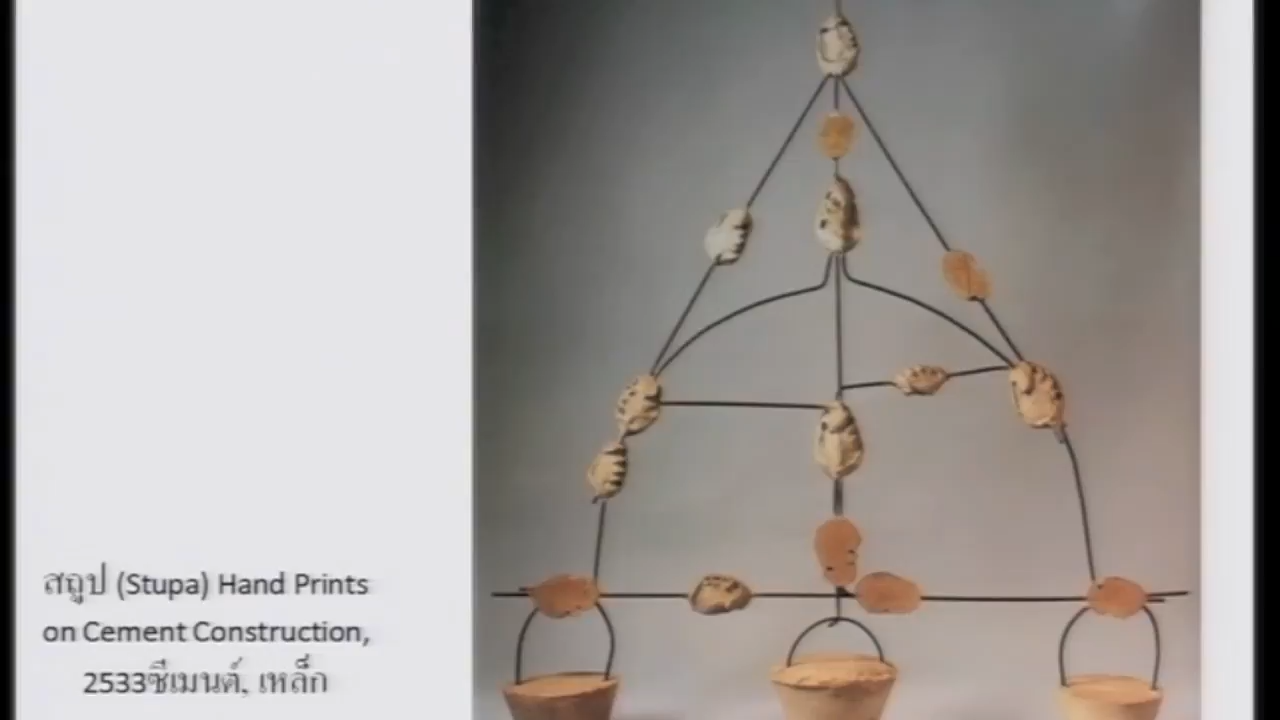 สถูป (Stupa) Hand Prints
on Cement Construction,
2533ซีเมนต์, เหล็ก